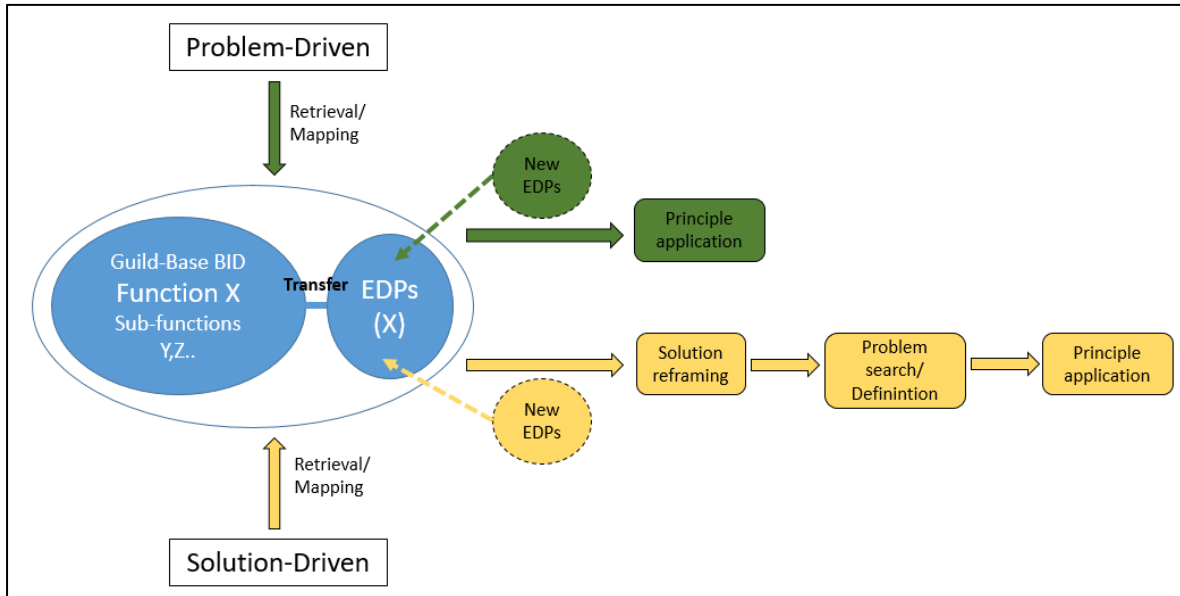 Problem-Driven
Retrieval/
Mapping
New
EDPs
Principle
application
Guild-Base BID
Function X
Sub-functions
Y,Z..
Transfer
EDPs
(X)
Solution
reframing
Problem
search/
Definintion
Principle
application
New
EDPs
Retrieval/
Mapping
Solution-Driven